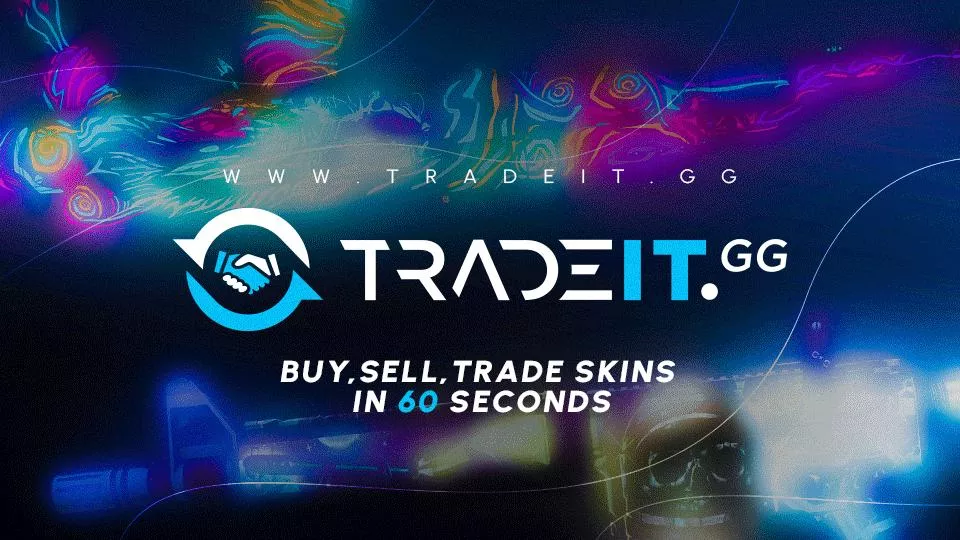 WWW.TRADEIT.GG
TRADEIT.GG
BUY,SELL,TRADE SKINS
IN 60 SECONDS